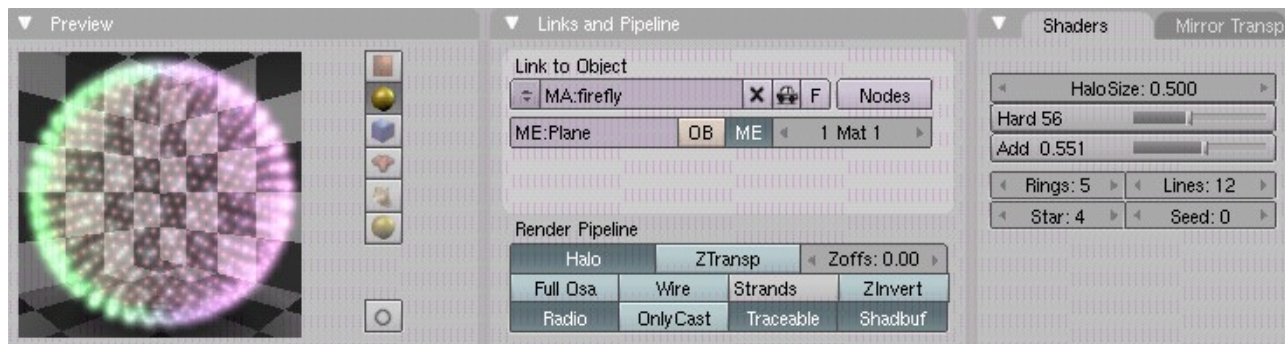 Preview
Links and Pipeline
Link to Object
MA:firefly
F
Nodes
ME:Plane
OB
ME
1 Mat 1
Render Pipeline
Halo
ZTransp
Zoffs: 0.00
Full Osa
Wire
Strands
ZInvert
Radio
OnlyCast
Traceable
Shadbuf
Shaders
Mirror Transp
HaloSize: 0.500
Hard 56
Add 0.551
Rings: 5
Lines: 12
Star: 4
Seed: 0